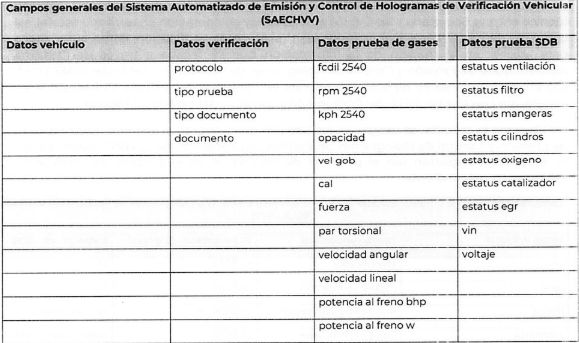 Campos generales del Sistema Automatizado de Emisión y Control de Hologramas de Verificación Vehicular
(SAECHVV)
Datos vehículo Datos verificación Datos prueba de gases Datos prueba SDB
protocolo fcdil 2540 estatus ventilación
tipo prueba rpm 2540 estatus filtro
tipo documento kph 2540 estatus mangeras
documento opacidad estatus cilindros
vel gob estatus oxigeno
cal estatus catalizador
fuerza estatus egr
par torsional vin
velocidad angular voltaje
velocidad lineal
potencia al freno bhp
potencia al freno w